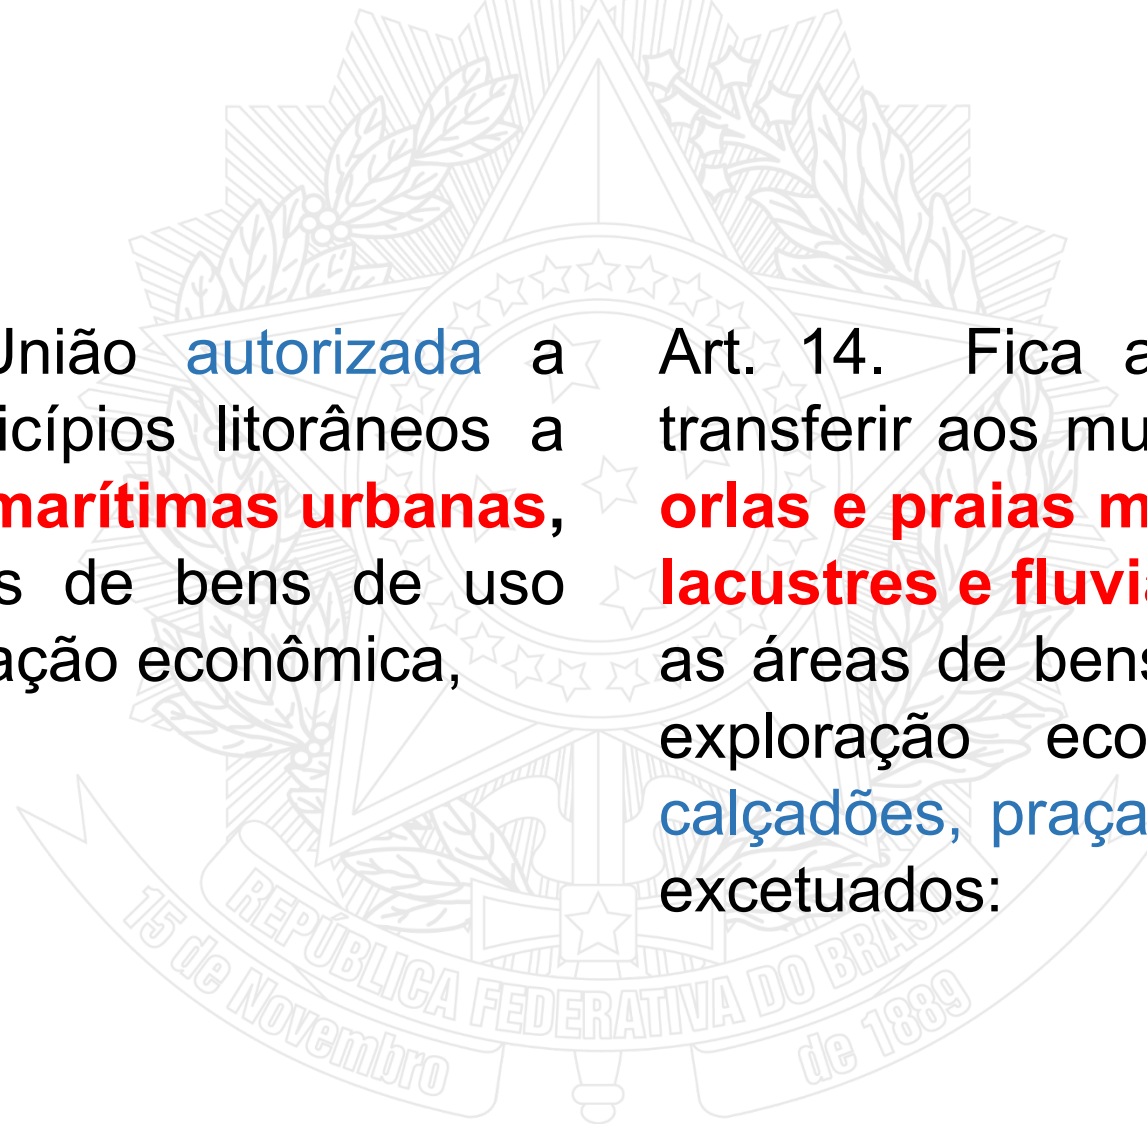 União autorizada a
icípios litorâneos a
marítimas urbanas,
s de bens de uso
ação econômica,
Art. 14. Fica a
transferir aos mu
orlas e praias m
lacustres e fluvia
as áreas de bens
exploração eco
calçadões, praça
excetuados:
REPÚBLICA FEDERATIVA DO BRASIL
15 de Novembro de 1889